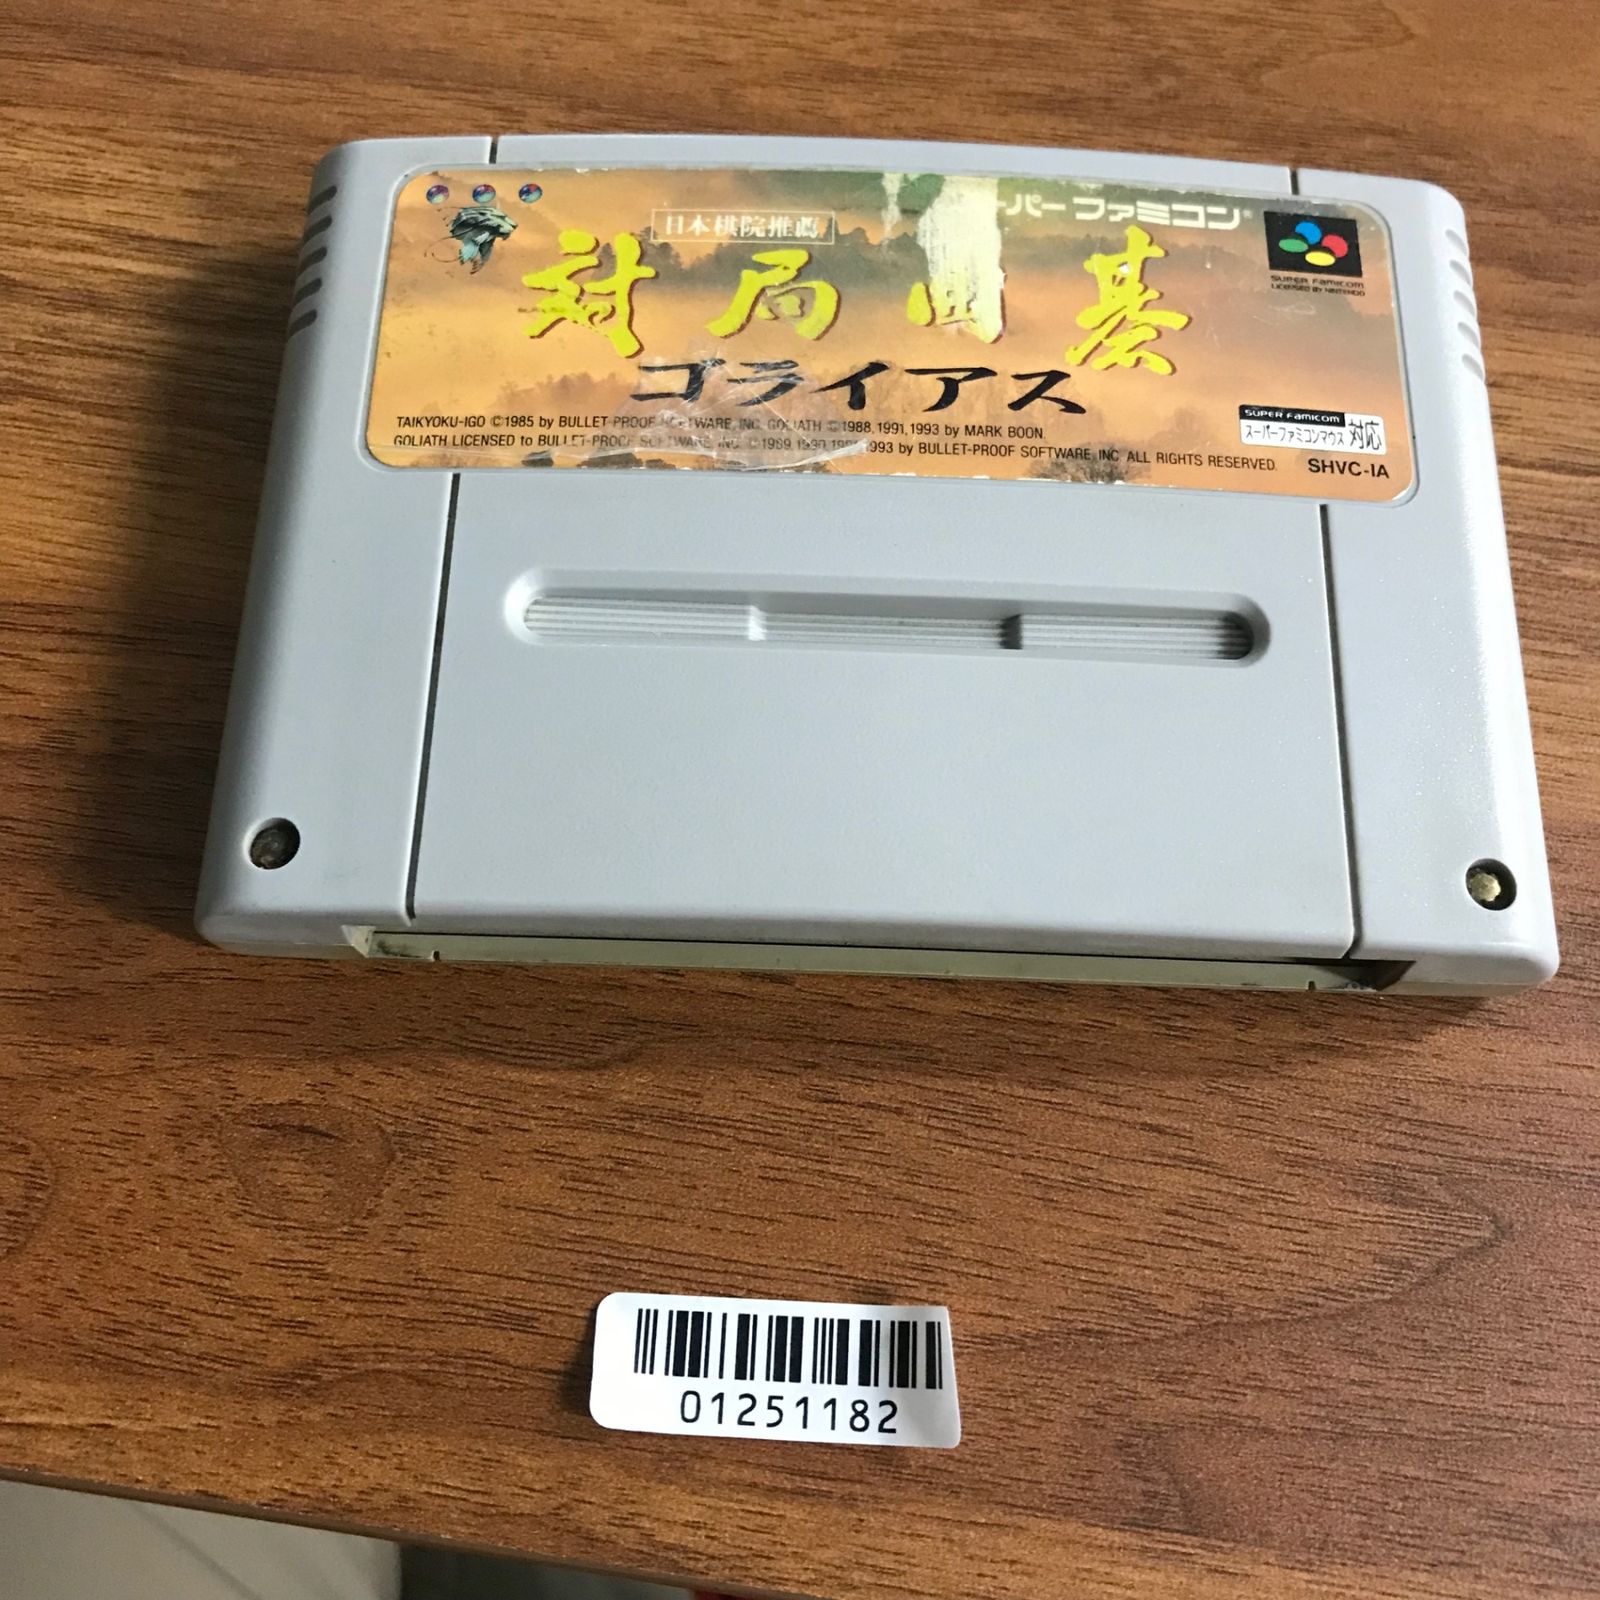 日本棋院推薦
ーパー ファミコン®
対局囲碁
ゴライアス
SUPER FAMICOM
LICENSED BY NINTENDO
TAIKYOKU-IGO ©1985 by BULLET-PROOF SOFTWARE, INC. GOLIATH ©1988,1991,1993 by MARK BOON.
GOLIATH LICENSED to BULLET-PROOF SOFTWARE, INC. ©1989,1990,1991,1993 by BULLET-PROOF SOFTWARE, INC. ALL RIGHTS RESERVED.
SUPER FAMICOM
スーパーファミコンマウス 対応
SHVC-IA
01251182